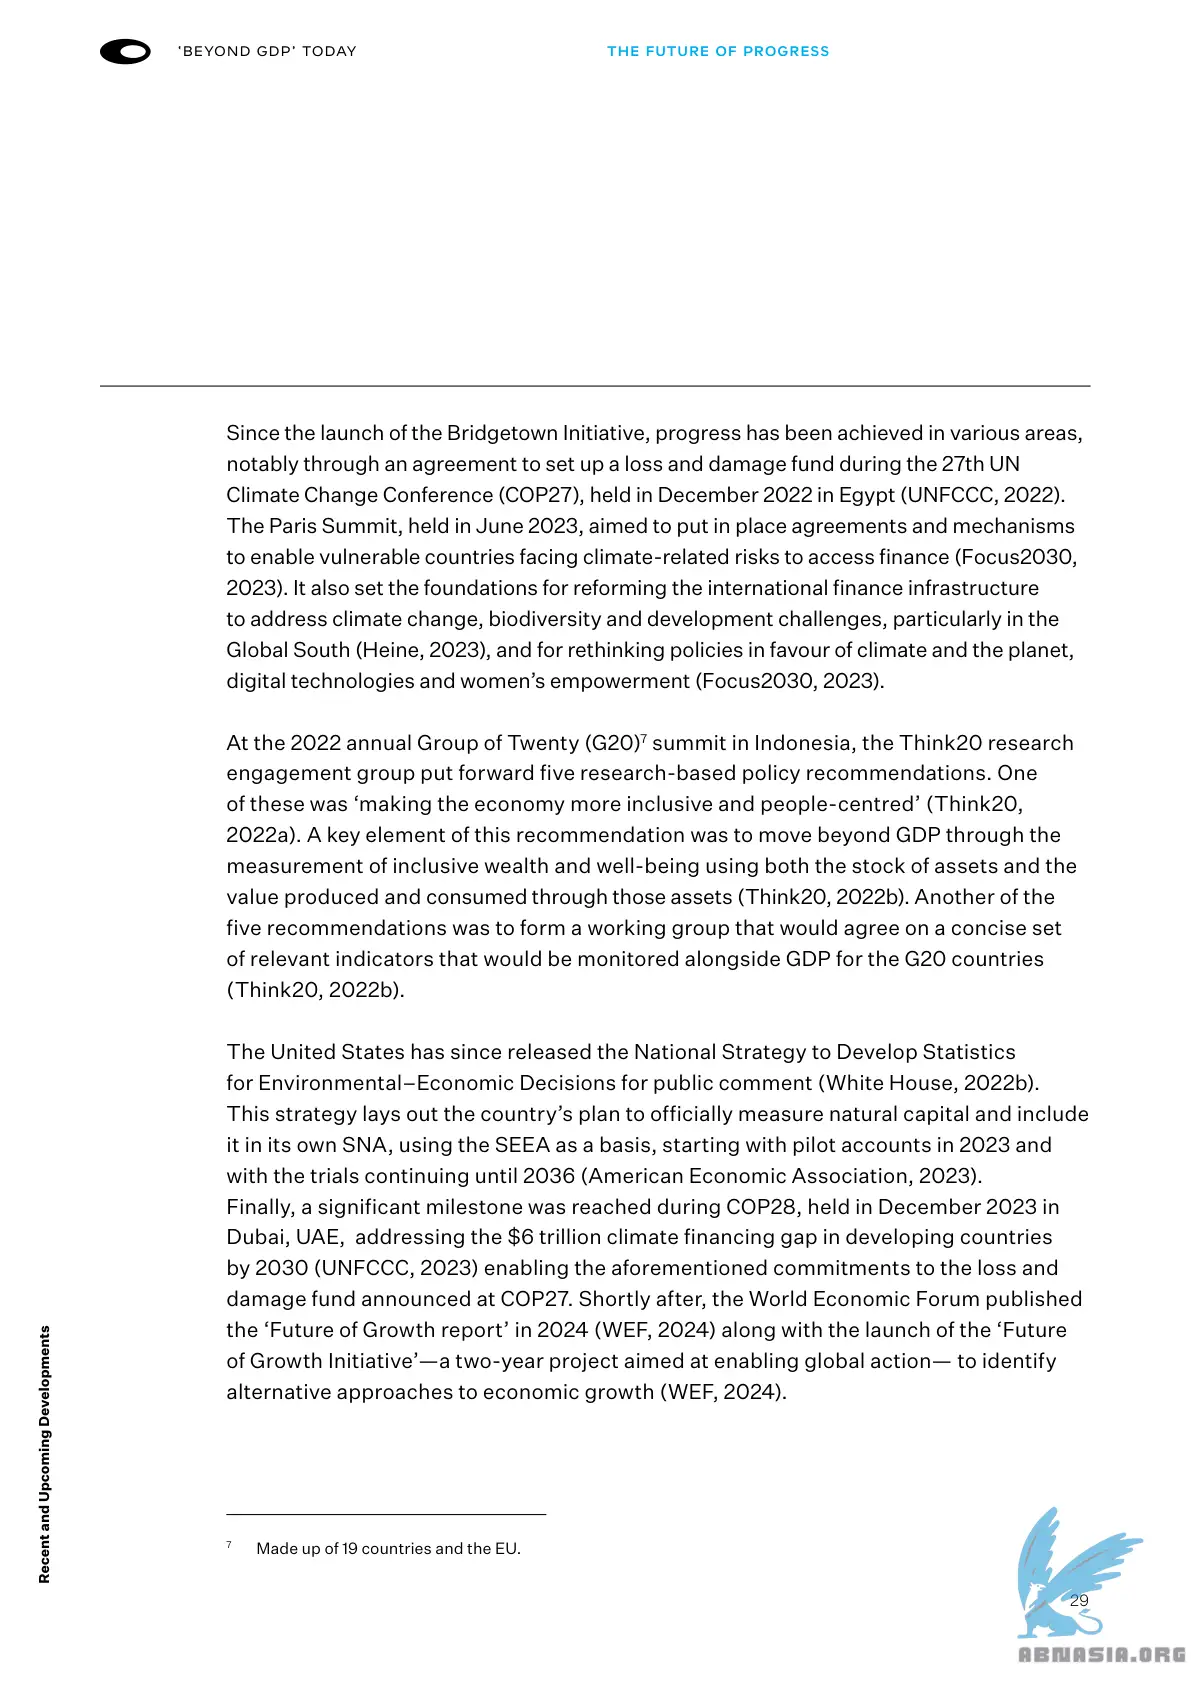 ‘BEYOND GDP’ TODAY
THE FUTURE OF PROGRESS
Since the launch of the Bridgetown Initiative, progress has been achieved in various areas,
notably through an agreement to set up a loss and damage fund during the 27th UN
Climate Change Conference (COP27), held in December 2022 in Egypt (UNFCCC, 2022).
The Paris Summit, held in June 2023, aimed to put in place agreements and mechanisms
to enable vulnerable countries facing climate-related risks to access finance (Focus2030,
2023). It also set the foundations for reforming the international finance infrastructure
to address climate change, biodiversity and development challenges, particularly in the
Global South (Heine, 2023), and for rethinking policies in favour of climate and the planet,
digital technologies and women’s empowerment (Focus2030, 2023).
At the 2022 annual Group of Twenty (G20)7 summit in Indonesia, the Think20 research
engagement group put forward five research-based policy recommendations. One
of these was ‘making the economy more inclusive and people-centred’ (Think20,
2022a). A key element of this recommendation was to move beyond GDP through the
measurement of inclusive wealth and well-being using both the stock of assets and the
value produced and consumed through those assets (Think20, 2022b). Another of the
five recommendations was to form a working group that would agree on a concise set
of relevant indicators that would be monitored alongside GDP for the G20 countries
(Think20, 2022b).
The United States has since released the National Strategy to Develop Statistics
for Environmental–Economic Decisions for public comment (White House, 2022b).
This strategy lays out the country’s plan to officially measure natural capital and include
it in its own SNA, using the SEEA as a basis, starting with pilot accounts in 2023 and
with the trials continuing until 2036 (American Economic Association, 2023).
Finally, a significant milestone was reached during COP28, held in December 2023 in
Dubai, UAE,  addressing the $6 trillion climate financing gap in developing countries
by 2030 (UNFCCC, 2023) enabling the aforementioned commitments to the loss and
damage fund announced at COP27. Shortly after, the World Economic Forum published
the ‘Future of Growth report’ in 2024 (WEF, 2024) along with the launch of the ‘Future
of Growth Initiative’—a two-year project aimed at enabling global action— to identify
alternative approaches to economic growth (WEF, 2024).
Recent and Upcoming Developments
7 Made up of 19 countries and the EU.
29
ABNASIA.ORG